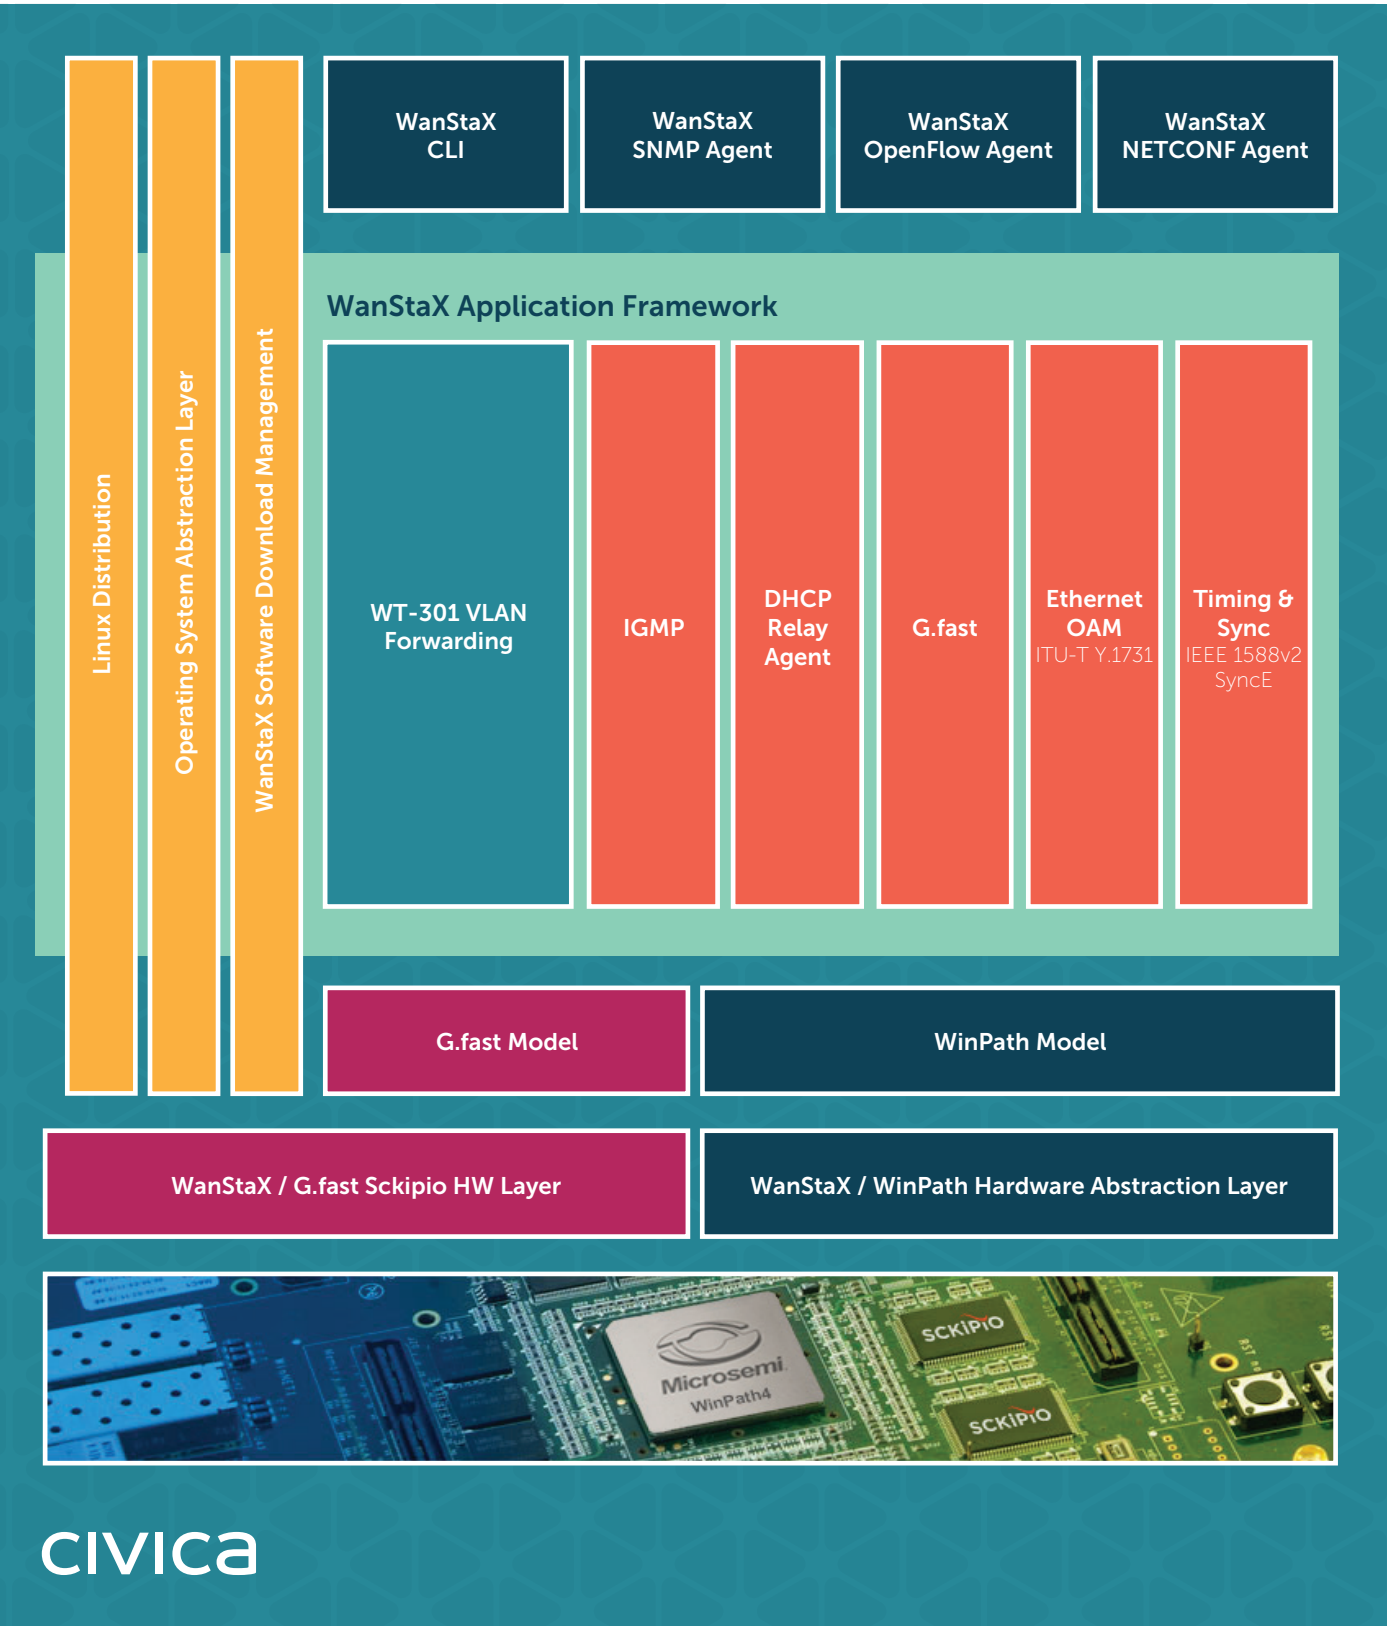 WanStaX
CLI
WanStaX
SNMP Agent
WanStaX
OpenFlow Agent
WanStaX
NETCONF Agent
Linux Distribution
Operating System Abstraction Layer
WanStaX Software Download Management
WanStaX Application Framework
WT-301 VLAN
Forwarding
IGMP
DHCP
Relay
Agent
G.fast
Ethernet
OAM
ITU-T Y.1731
Timing &
Sync
IEEE 1588v2
SyncE
G.fast Model
WinPath Model
WanStaX / G.fast Sckipio HW Layer
WanStaX / WinPath Hardware Abstraction Layer
Microsemi.
WinPath4
SCKIPIO
SCKIPIO
CIVICA